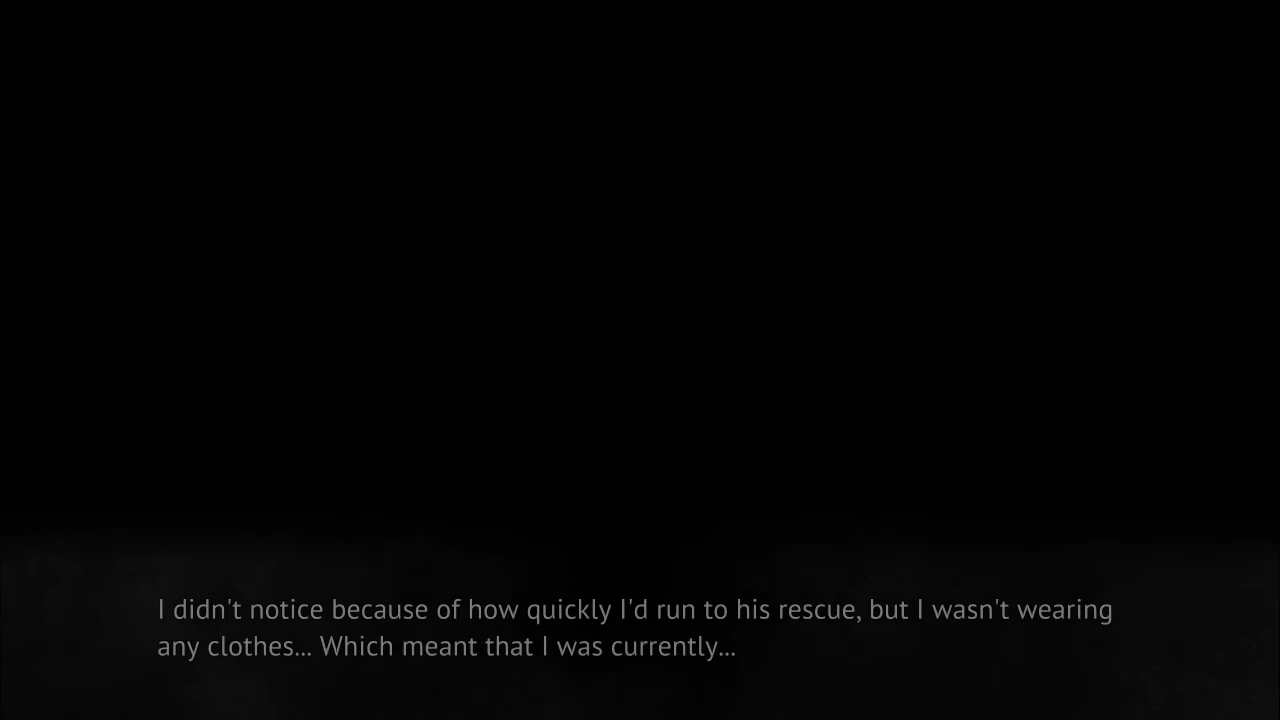 I didn't notice because of how quickly I'd run to his rescue, but I wasn't wearing
any clothes... Which meant that I was currently...